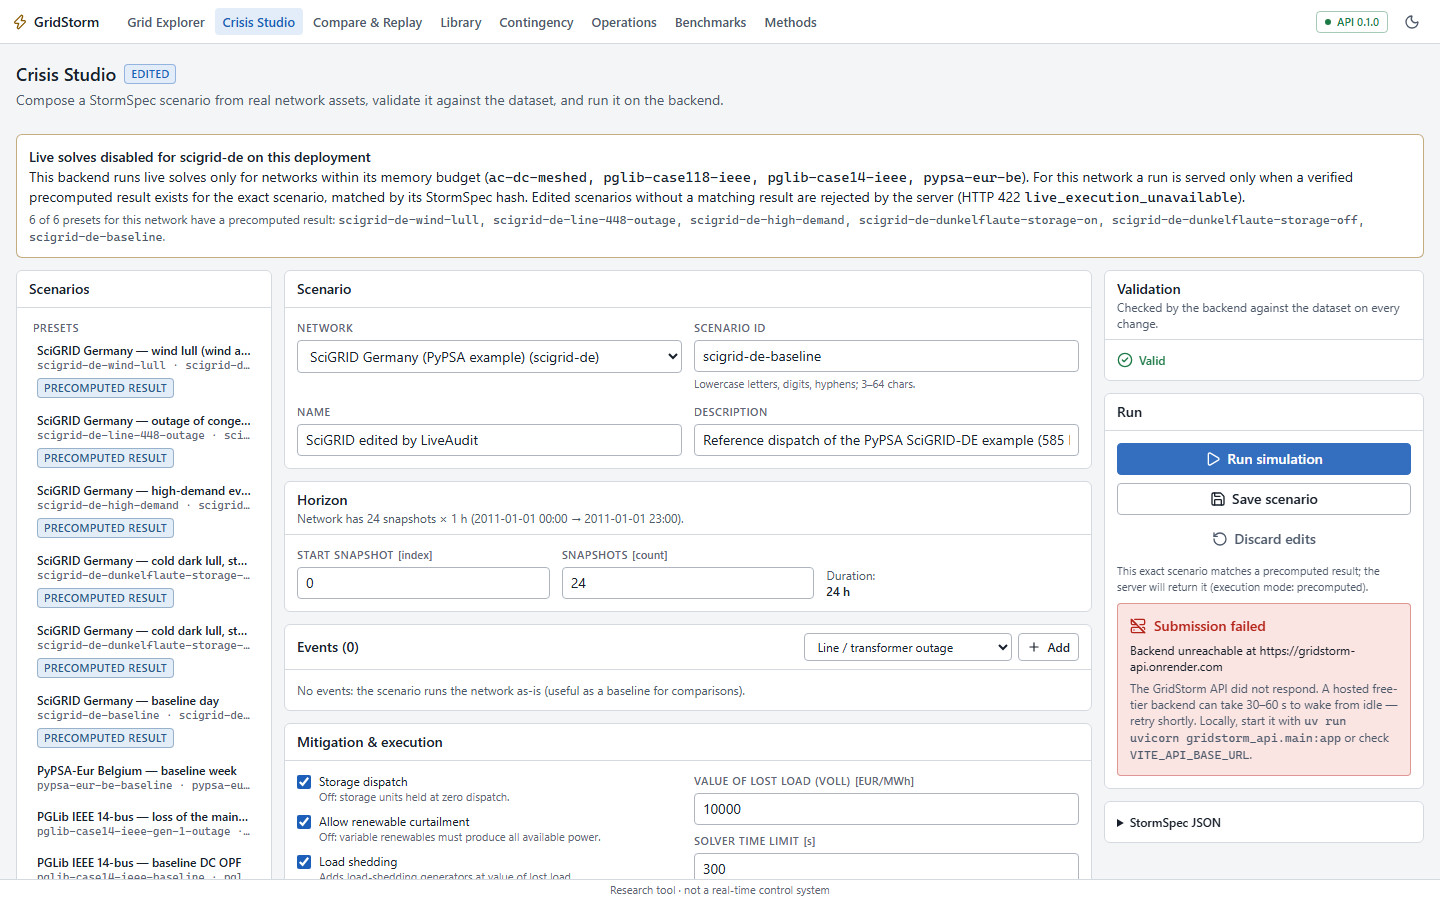 GridStorm
Grid Explorer
Crisis Studio
Compare & Replay
Library
Contingency
Operations
Benchmarks
Methods
API 0.1.0
Crisis Studio
EDITED
Compose a StormSpec scenario from real network assets, validate it against the dataset, and run it on the backend.
Live solves disabled for scigrid-de on this deployment
This backend runs live solves only for networks within its memory budget (ac-dc-meshed, pglib-case118-ieee, pglib-case14-ieee, pypsa-eur-be). For this network a run is served only when a verified
precomputed result exists for the exact scenario, matched by its StormSpec hash. Edited scenarios without a matching result are rejected by the server (HTTP 422 live_execution_unavailable).
6 of 6 presets for this network have a precomputed result: scigrid-de-wind-lull, scigrid-de-line-448-outage, scigrid-de-high-demand, scigrid-de-dunkelflaute-storage-on, scigrid-de-dunkelflaute-storage-off,
scigrid-de-baseline.
Scenarios
PRESETS
SciGRID Germany — wind lull (wind a...
scigrid-de-wind-lull · scigrid-d…
PRECOMPUTED RESULT
SciGRID Germany — outage of conge...
scigrid-de-line-448-outage · sci…
PRECOMPUTED RESULT
SciGRID Germany — high-demand ev...
scigrid-de-high-demand · scigrid…
PRECOMPUTED RESULT
SciGRID Germany — cold dark lull, st...
scigrid-de-dunkelflaute-storage-…
PRECOMPUTED RESULT
SciGRID Germany — cold dark lull, st...
scigrid-de-dunkelflaute-storage-…
PRECOMPUTED RESULT
SciGRID Germany — baseline day
scigrid-de-baseline · scigrid-de…
PRECOMPUTED RESULT
PyPSA-Eur Belgium — baseline week
pypsa-eur-be-baseline · pypsa-eu…
PGLib IEEE 14-bus — loss of the main...
pglib-case14-ieee-gen-1-outage ·…
PGLib IEEE 14-bus — baseline DC OPF
pglib-case14-ieee-baseline · pgl…
Scenario
NETWORK
SciGRID Germany (PyPSA example) (scigrid-de)
SCENARIO ID
scigrid-de-baseline
Lowercase letters, digits, hyphens; 3–64 chars.
NAME
SciGRID edited by LiveAudit
DESCRIPTION
Reference dispatch of the PyPSA SciGRID-DE example (585
Horizon
Network has 24 snapshots × 1 h (2011-01-01 00:00 → 2011-01-01 23:00).
START SNAPSHOT [index]
0
SNAPSHOTS [count]
24
Duration:
24 h
Events (0)
Line / transformer outage
Add
No events: the scenario runs the network as-is (useful as a baseline for comparisons).
Mitigation & execution
Storage dispatch
Off: storage units held at zero dispatch.
Allow renewable curtailment
Off: variable renewables must produce all available power.
Load shedding
Adds load-shedding generators at value of lost load
VALUE OF LOST LOAD (VOLL) [EUR/MWh]
10000
SOLVER TIME LIMIT [s]
300
Validation
Checked by the backend against the dataset on every
change.
Valid
Run
Run simulation
Save scenario
Discard edits
This exact scenario matches a precomputed result; the
server will return it (execution mode: precomputed).
Submission failed
Backend unreachable at https://gridstorm-
api.onrender.com
The GridStorm API did not respond. A hosted free-
tier backend can take 30–60 s to wake from idle —
retry shortly. Locally, start it with uv run
uvicorn gridstorm_api.main:app or check
VITE_API_BASE_URL.
StormSpec JSON
Research tool · not a real-time control system